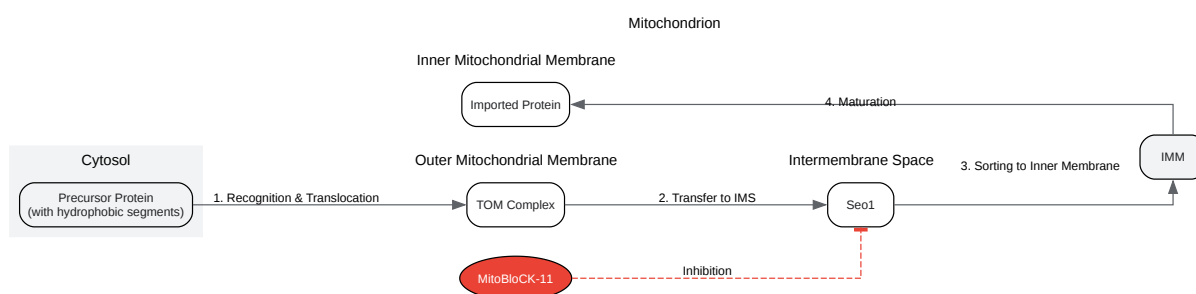 Mitochondrion
Inner Mitochondrial Membrane
Imported Protein
4. Maturation
Cytosol
Outer Mitochondrial Membrane
Intermembrane Space
3. Sorting to Inner Membrane
IMM
Precursor Protein
(with hydrophobic segments)
1. Recognition & Translocation
TOM Complex
2. Transfer to IMS
Seo1
MitoBloCK-11
Inhibition